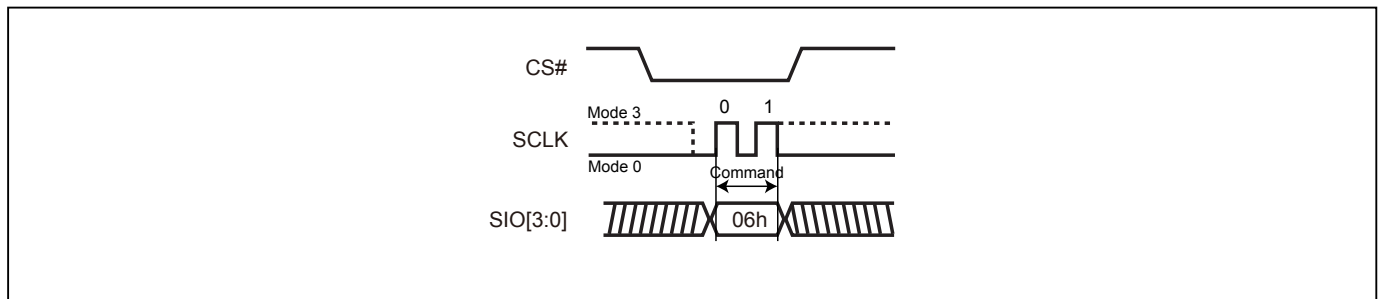 CS#
Mode 3
0 1
SCLK
Mode 0
Command
SIO[3:0]
06h